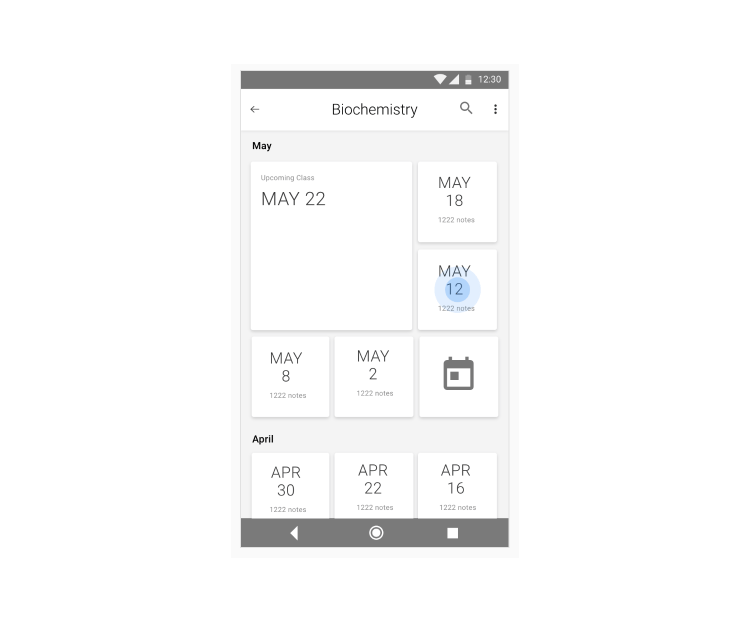 12:30
Biochemistry
May
Upcoming Class
MAY 22
MAY
18
1222 notes
MAY
12
1222 notes
MAY
8
1222 notes
MAY
2
1222 notes
April
APR
30
1222 notes
APR
22
1222 notes
APR
16
1222 notes